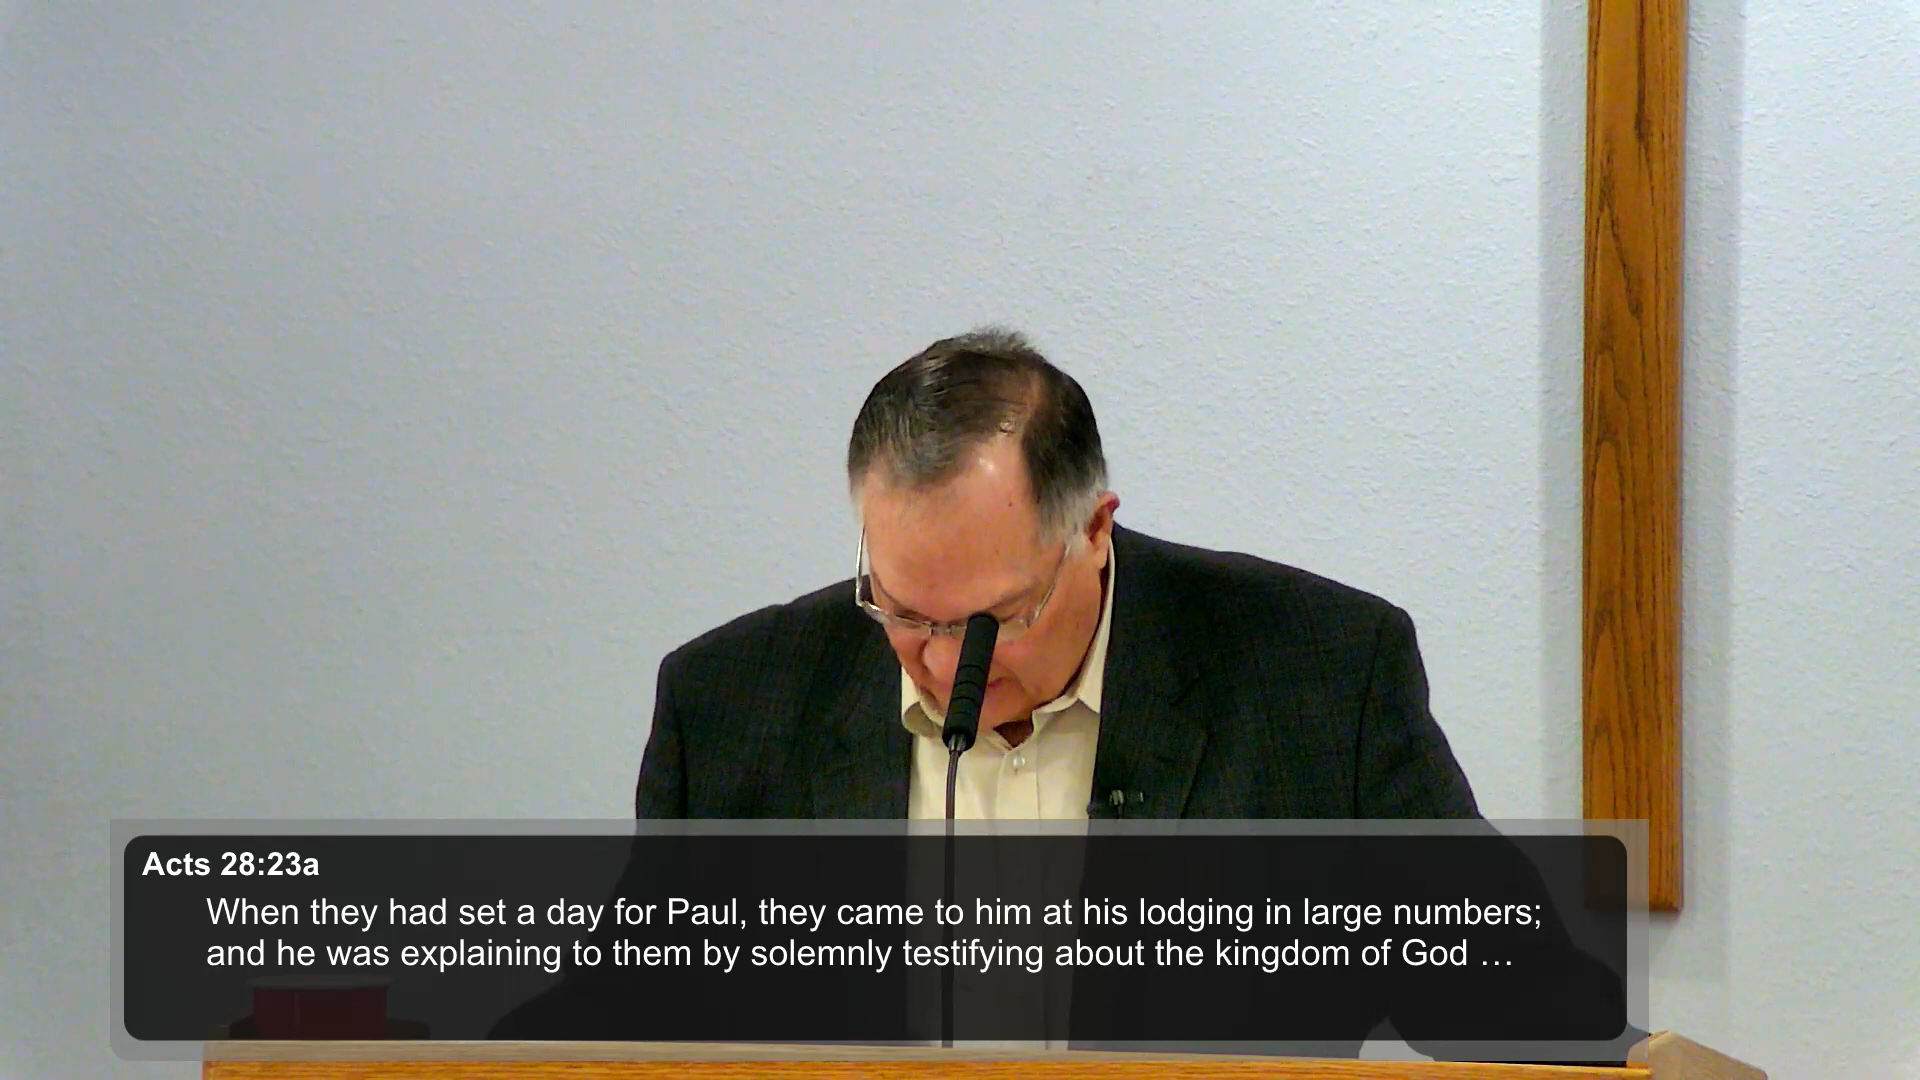 Acts 28:23a
When they had set a day for Paul, they came to him at his lodging in large numbers;
and he was explaining to them by solemnly testifying about the kingdom of God …